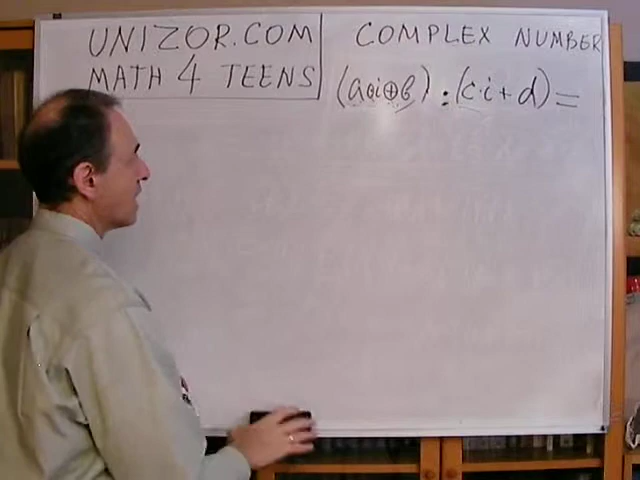 UNIZOR.COM
MATH 4 TEENS
COMPLEX NUMBER
(a⊙i⊕b) : (c·i+d) =